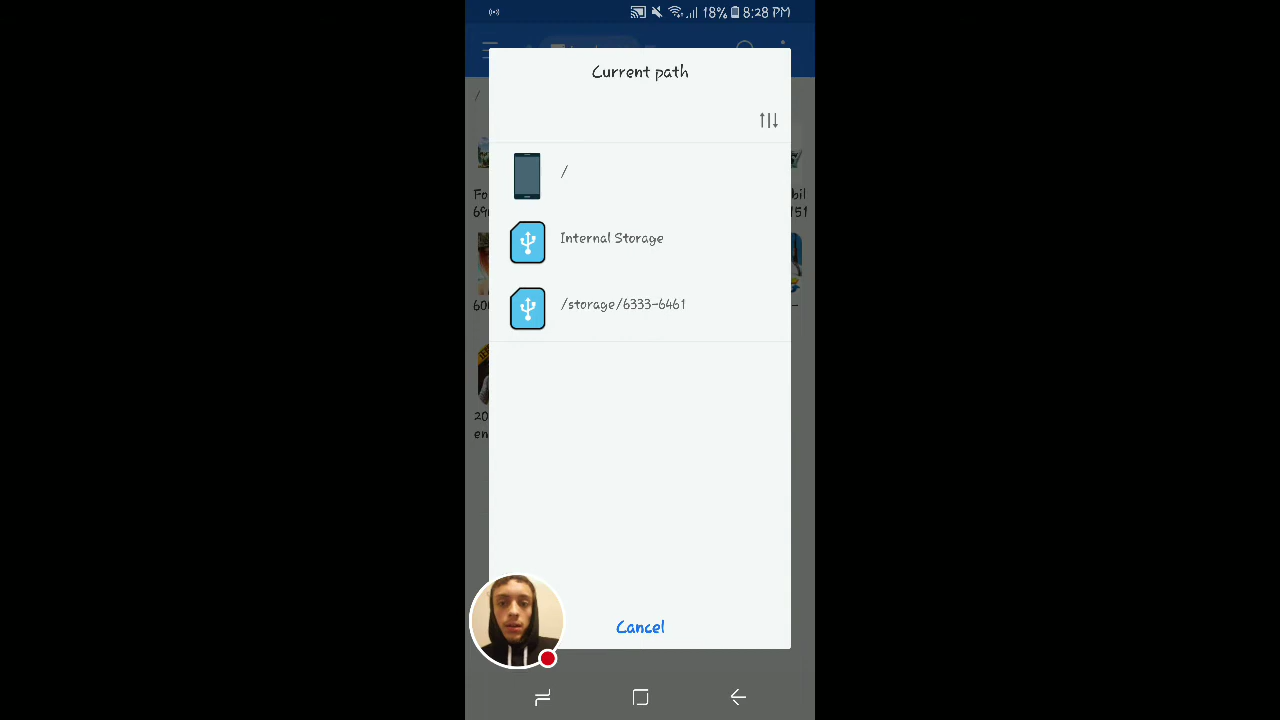 18% 8:28 PM
Current path
/
/
Internal Storage
/storage/6333-6461
Cancel